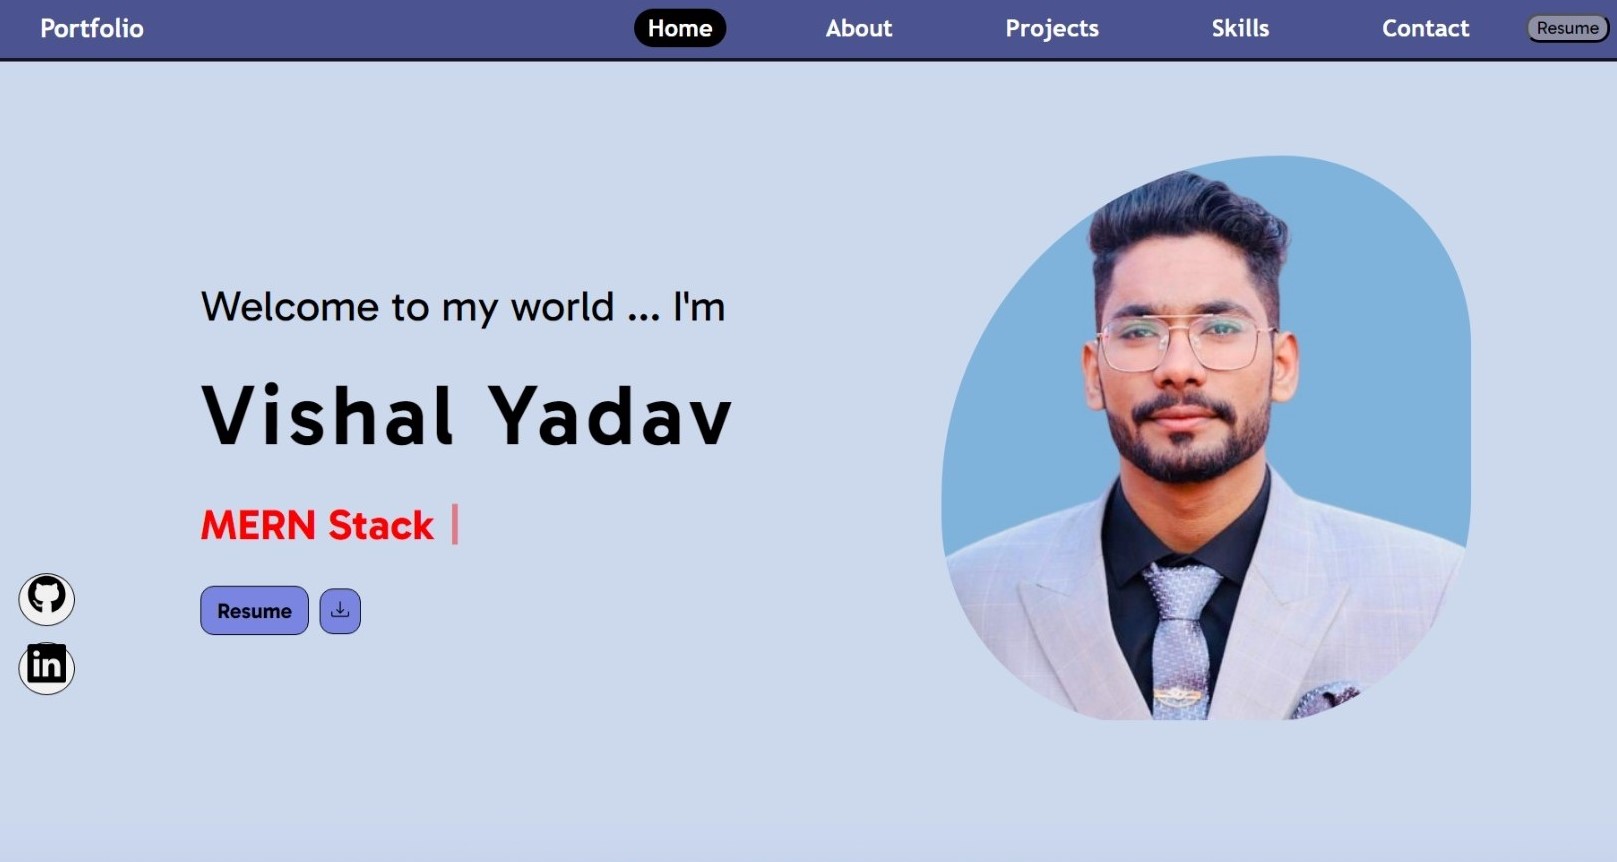 Portfolio Home About Projects Skills Contact Resume
Welcome to my world ... I'm
Vishal Yadav
MERN Stack |
Resume
in